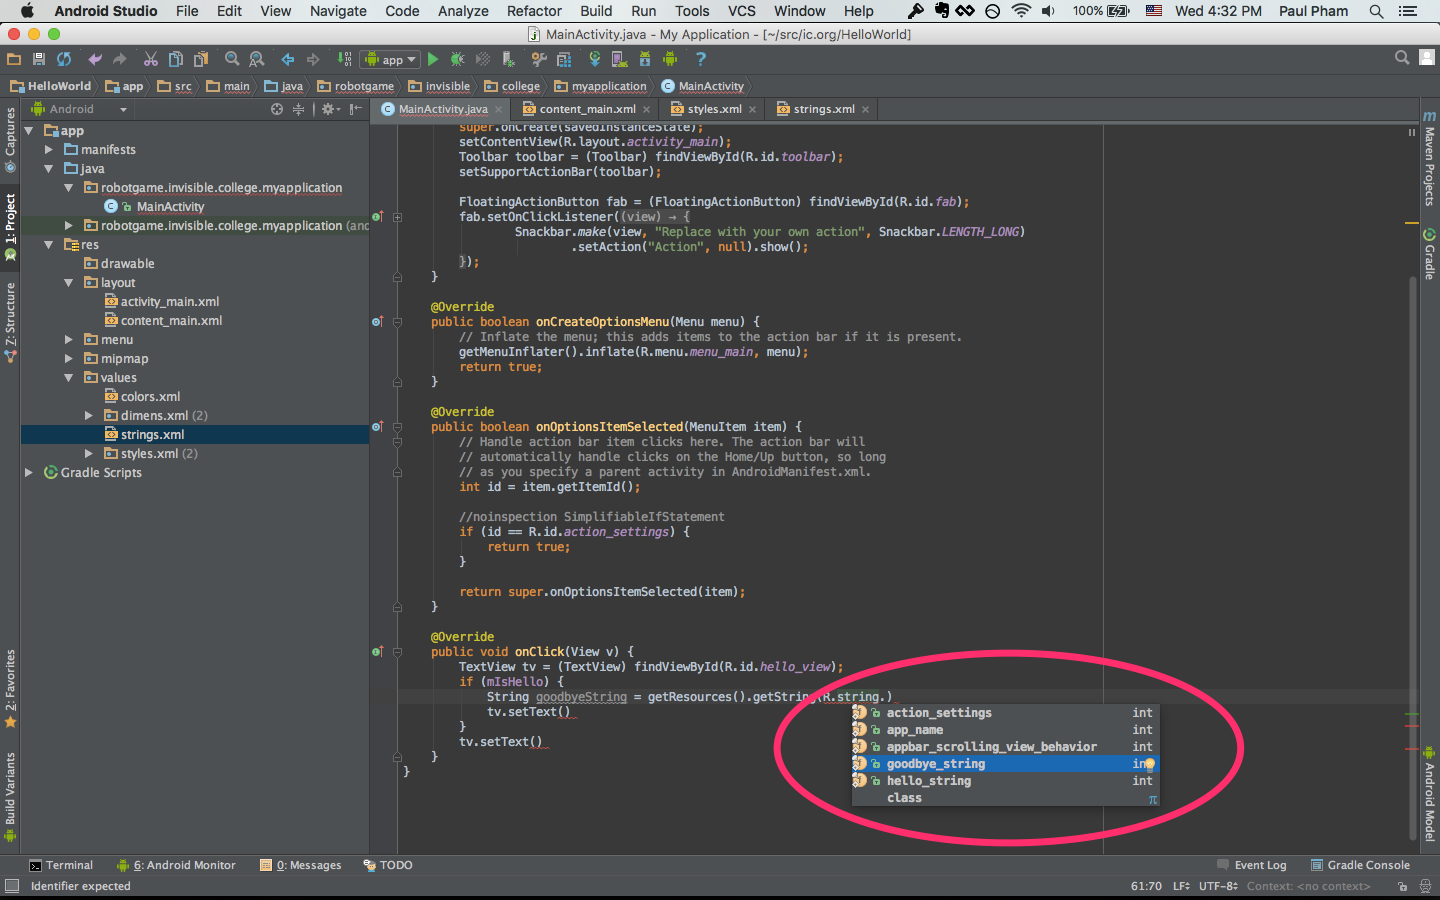 Android Studio File Edit View Navigate Code Analyze Refactor Build Run Tools VCS Window Help 100% Wed 4:32 PM Paul Pham
MainActivity.java - My Application - [~/src/ic.org/HelloWorld]
app
HelloWorld app src main java robotgame invisible college myapplication MainActivity
Android
MainActivity.java content_main.xml styles.xml strings.xml
Captures
1: Project
Z: Structure
2: Favorites
Build Variants
app
manifests
java
robotgame.invisible.college.myapplication
MainActivity
robotgame.invisible.college.myapplication (and
res
drawable
layout
activity_main.xml
content_main.xml
menu
mipmap
values
colors.xml
dimens.xml (2)
strings.xml
styles.xml (2)
Gradle Scripts
super.onCreate(savedInstanceState);
setContentView(R.layout.activity_main);
Toolbar toolbar = (Toolbar) findViewById(R.id.toolbar);
setSupportActionBar(toolbar);
FloatingActionButton fab = (FloatingActionButton) findViewById(R.id.fab);
fab.setOnClickListener((view) → {
Snackbar.make(view, "Replace with your own action", Snackbar.LENGTH_LONG)
.setAction("Action", null).show();
});
}
@Override
public boolean onCreateOptionsMenu(Menu menu) {
// Inflate the menu; this adds items to the action bar if it is present.
getMenuInflater().inflate(R.menu.menu_main, menu);
return true;
}
@Override
public boolean onOptionsItemSelected(MenuItem item) {
// Handle action bar item clicks here. The action bar will
// automatically handle clicks on the Home/Up button, so long
// as you specify a parent activity in AndroidManifest.xml.
int id = item.getItemId();
//noinspection SimplifiableIfStatement
if (id == R.id.action_settings) {
return true;
}
return super.onOptionsItemSelected(item);
}
@Override
public void onClick(View v) {
TextView tv = (TextView) findViewById(R.id.hello_view);
if (mIsHello) {
String goodbyeString = getResources().getString(R.string.)
tv.setText()
}
tv.setText()
}
}
action_settings int
app_name int
appbar_scrolling_view_behavior int
goodbye_string int
hello_string int
class π
m Maven Projects
Gradle
Android Model
Terminal 6: Android Monitor 0: Messages TODO Event Log Gradle Console
Identifier expected 61:70 LF UTF-8 Context: <no context>